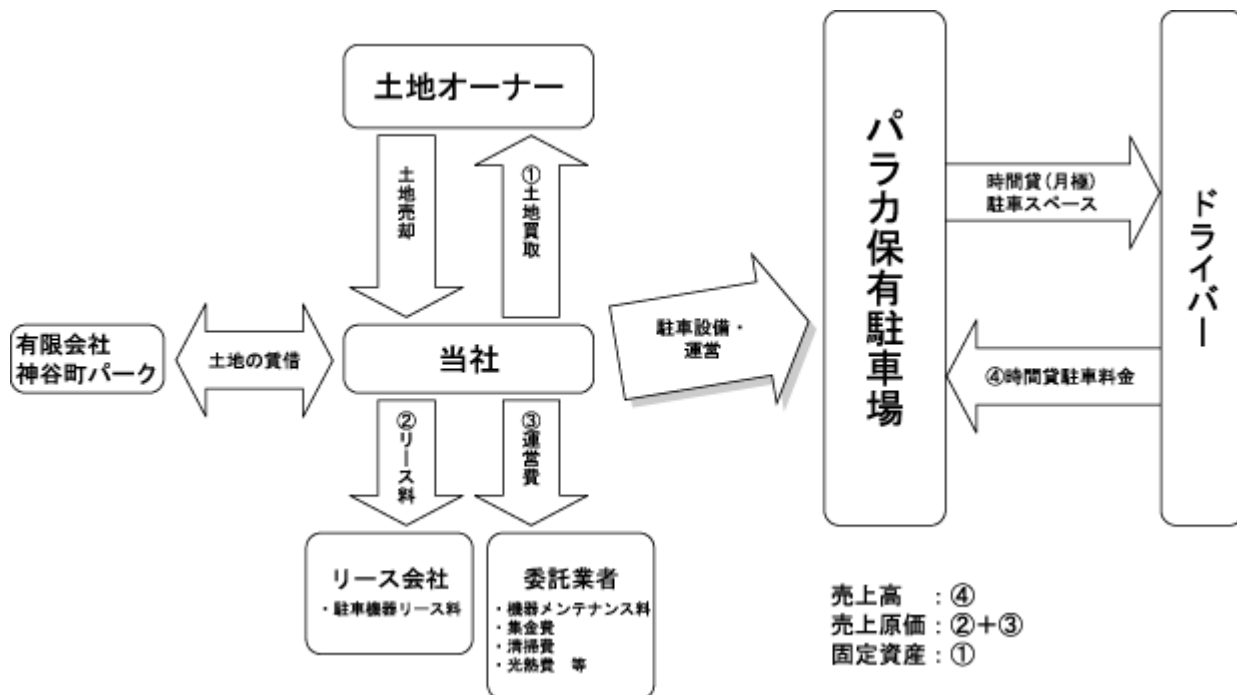 土地オーナー
土地売却
①土地買取
有限会社
神谷町パーク
土地の賃借
当社
駐車設備・
運営
②リース料
③運営費
リース会社
・駐車機器リース料
委託業者
・機器メンテナンス料
・集金費
・清掃費
・光熱費　等
パラカ保有駐車場
時間貸(月極)
駐車スペース
④時間貸駐車料金
ドライバー
売上高　：④
売上原価：②＋③
固定資産：①